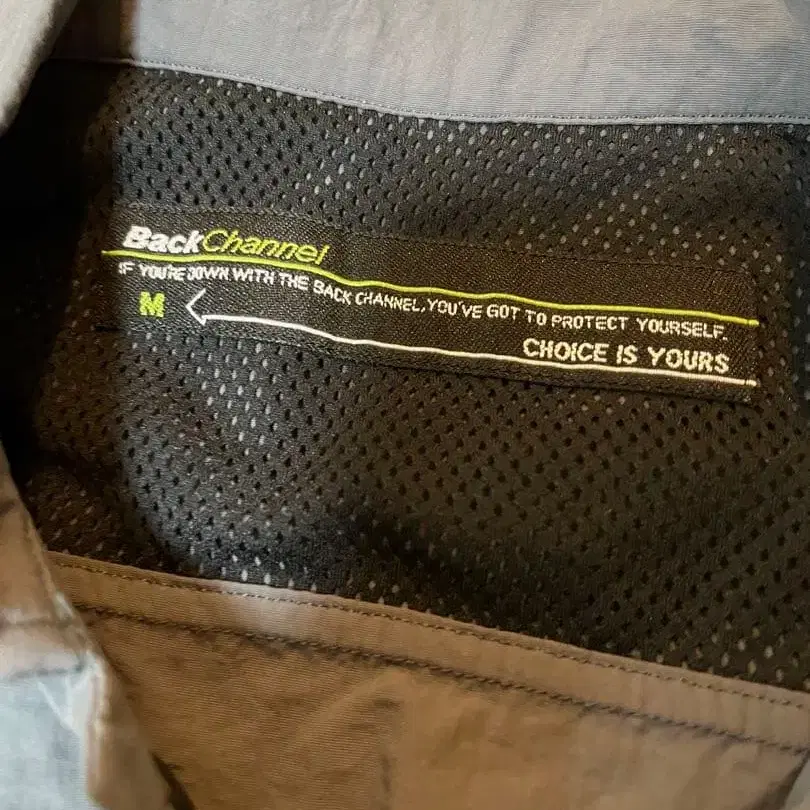 BackChannel
IF YOU'RE DOWN WITH THE BACK CHANNEL, YOU'VE GOT TO PROTECT YOURSELF.
M
CHOICE IS YOURS